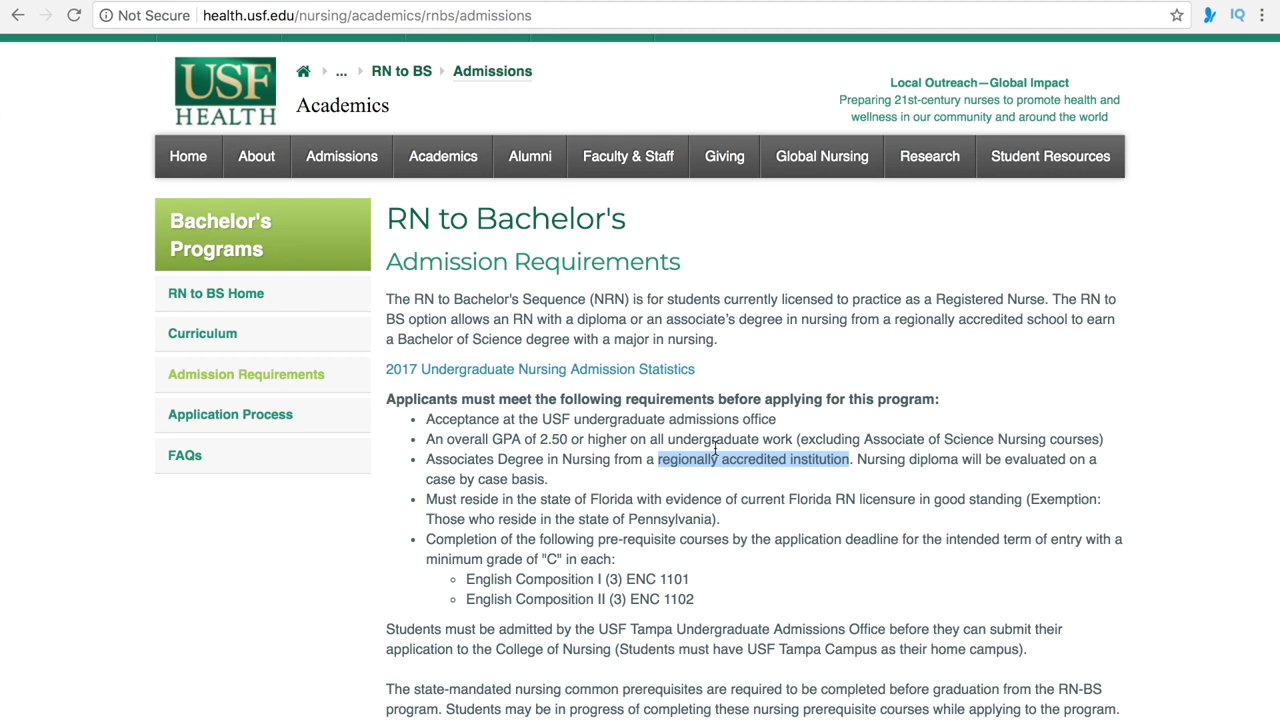 Not Secure health.usf.edu/nursing/academics/rnbs/admissions
IQ
USF
HEALTH
... RN to BS Admissions
Academics
Local Outreach—Global Impact
Preparing 21st-century nurses to promote health and
wellness in our community and around the world
Home About Admissions Academics Alumni Faculty & Staff Giving Global Nursing Research Student Resources
Bachelor's
Programs
RN to BS Home
Curriculum
Admission Requirements
Application Process
FAQs
RN to Bachelor's
Admission Requirements
The RN to Bachelor's Sequence (NRN) is for students currently licensed to practice as a Registered Nurse. The RN to
BS option allows an RN with a diploma or an associate's degree in nursing from a regionally accredited school to earn
a Bachelor of Science degree with a major in nursing.
2017 Undergraduate Nursing Admission Statistics
Applicants must meet the following requirements before applying for this program:
• Acceptance at the USF undergraduate admissions office
• An overall GPA of 2.50 or higher on all undergraduate work (excluding Associate of Science Nursing courses)
• Associates Degree in Nursing from a regionally accredited institution. Nursing diploma will be evaluated on a
case by case basis.
• Must reside in the state of Florida with evidence of current Florida RN licensure in good standing (Exemption:
Those who reside in the state of Pennsylvania).
• Completion of the following pre-requisite courses by the application deadline for the intended term of entry with a
minimum grade of "C" in each:
◦ English Composition I (3) ENC 1101
◦ English Composition II (3) ENC 1102
Students must be admitted by the USF Tampa Undergraduate Admissions Office before they can submit their
application to the College of Nursing (Students must have USF Tampa Campus as their home campus).
The state-mandated nursing common prerequisites are required to be completed before graduation from the RN-BS
program. Students may be in progress of completing these nursing prerequisite courses while applying to the program.